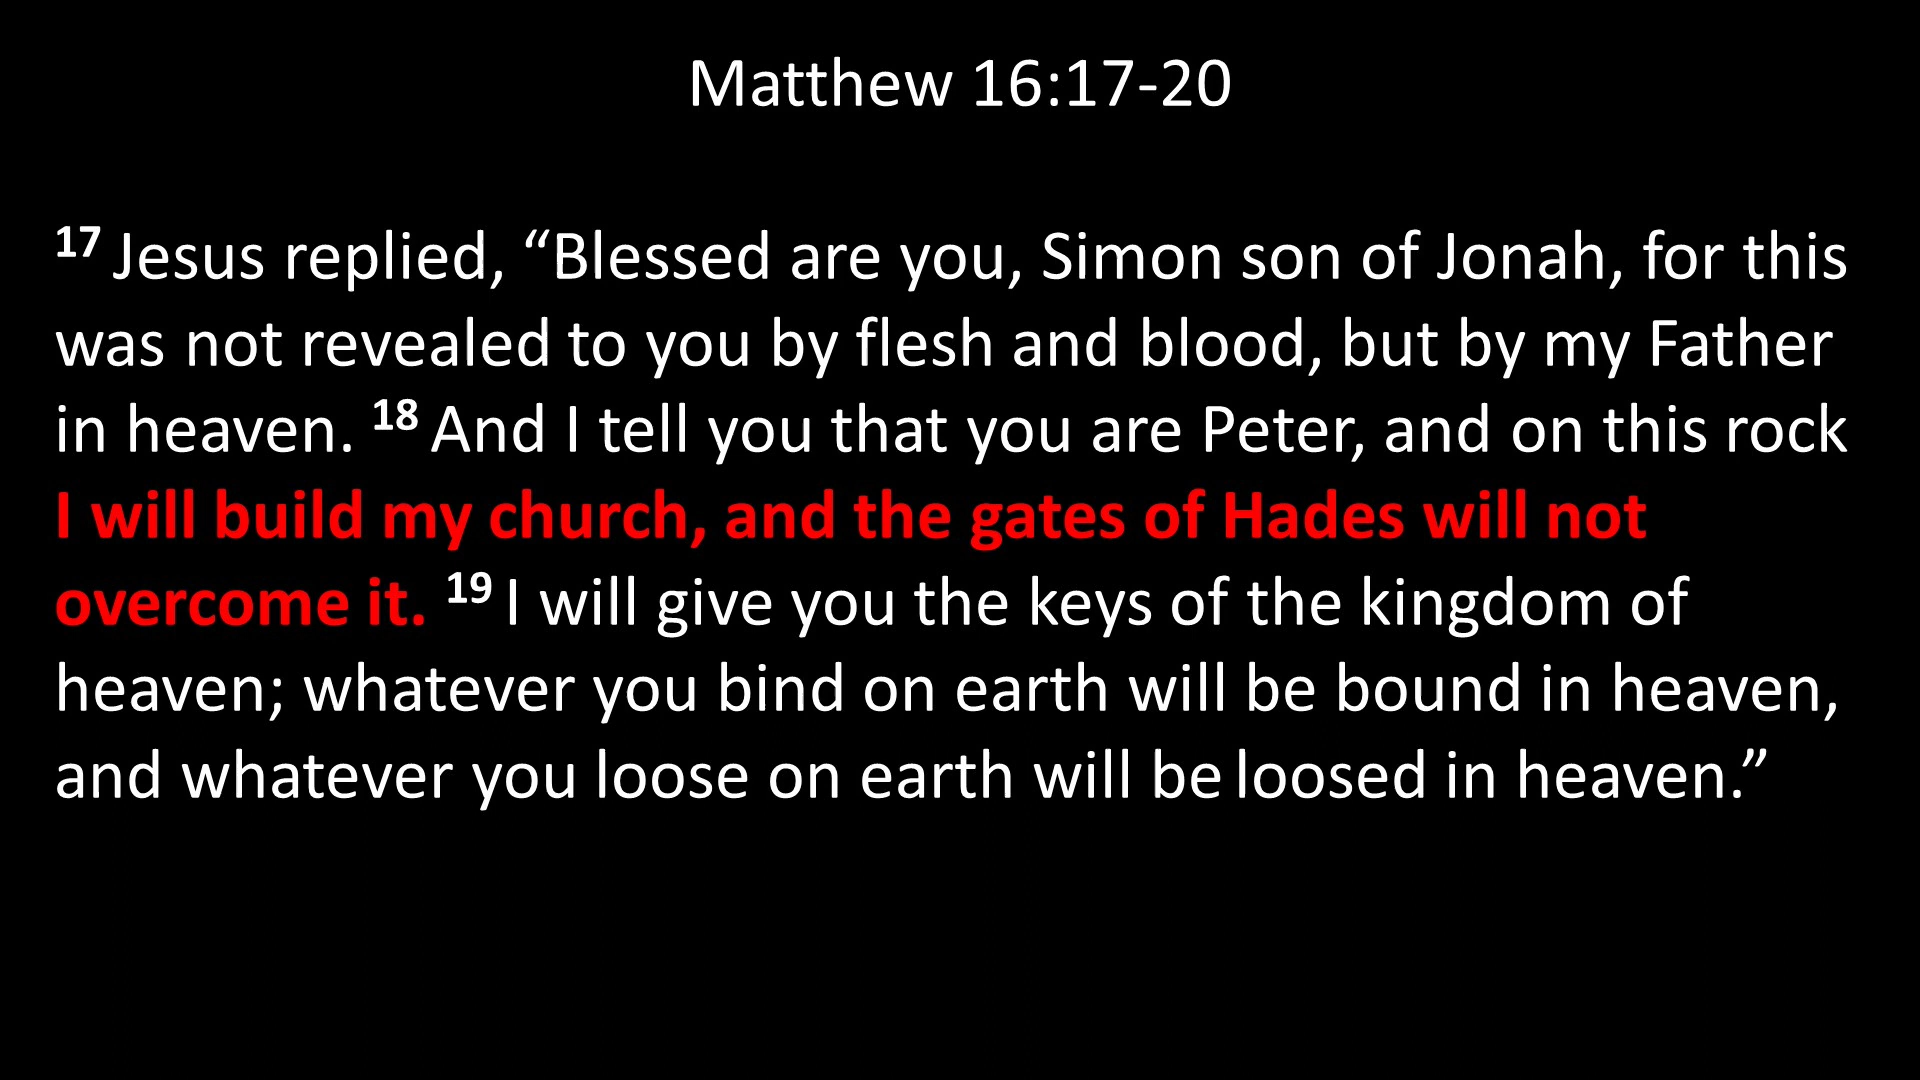 Matthew 16:17-20
17 Jesus replied, “Blessed are you, Simon son of Jonah, for this
was not revealed to you by flesh and blood, but by my Father
in heaven. 18 And I tell you that you are Peter, and on this rock
I will build my church, and the gates of Hades will not
overcome it. 19 I will give you the keys of the kingdom of
heaven; whatever you bind on earth will be bound in heaven,
and whatever you loose on earth will be loosed in heaven.”